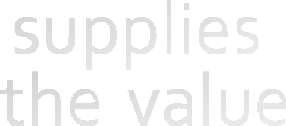 supplies
the value